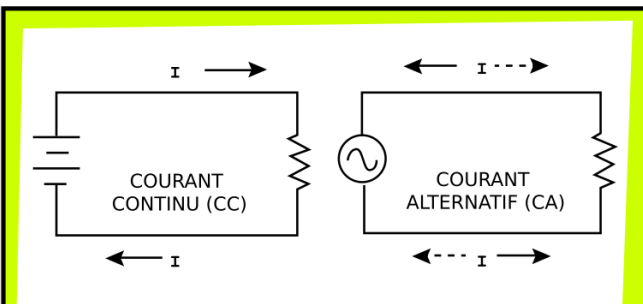 I
I
COURANT
CONTINU (CC)
COURANT
ALTERNATIF (CA)
I
I